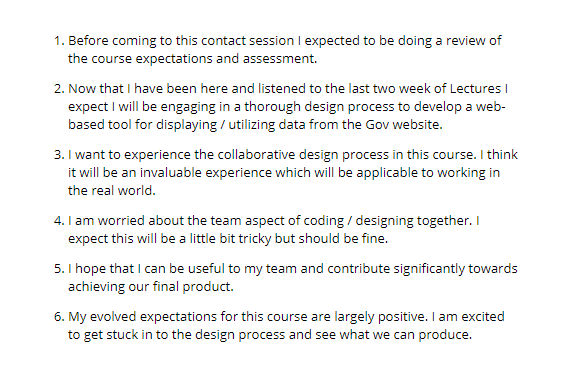 1. Before coming to this contact session I expected to be doing a review of
the course expectations and assessment.
2. Now that I have been here and listened to the last two week of Lectures I
expect I will be engaging in a thorough design process to develop a web-
based tool for displaying / utilizing data from the Gov website.
3. I want to experience the collaborative design process in this course. I think
it will be an invaluable experience which will be applicable to working in
the real world.
4. I am worried about the team aspect of coding / designing together. I
expect this will be a little bit tricky but should be fine.
5. I hope that I can be useful to my team and contribute significantly towards
achieving our final product.
6. My evolved expectations for this course are largely positive. I am excited
to get stuck in to the design process and see what we can produce.